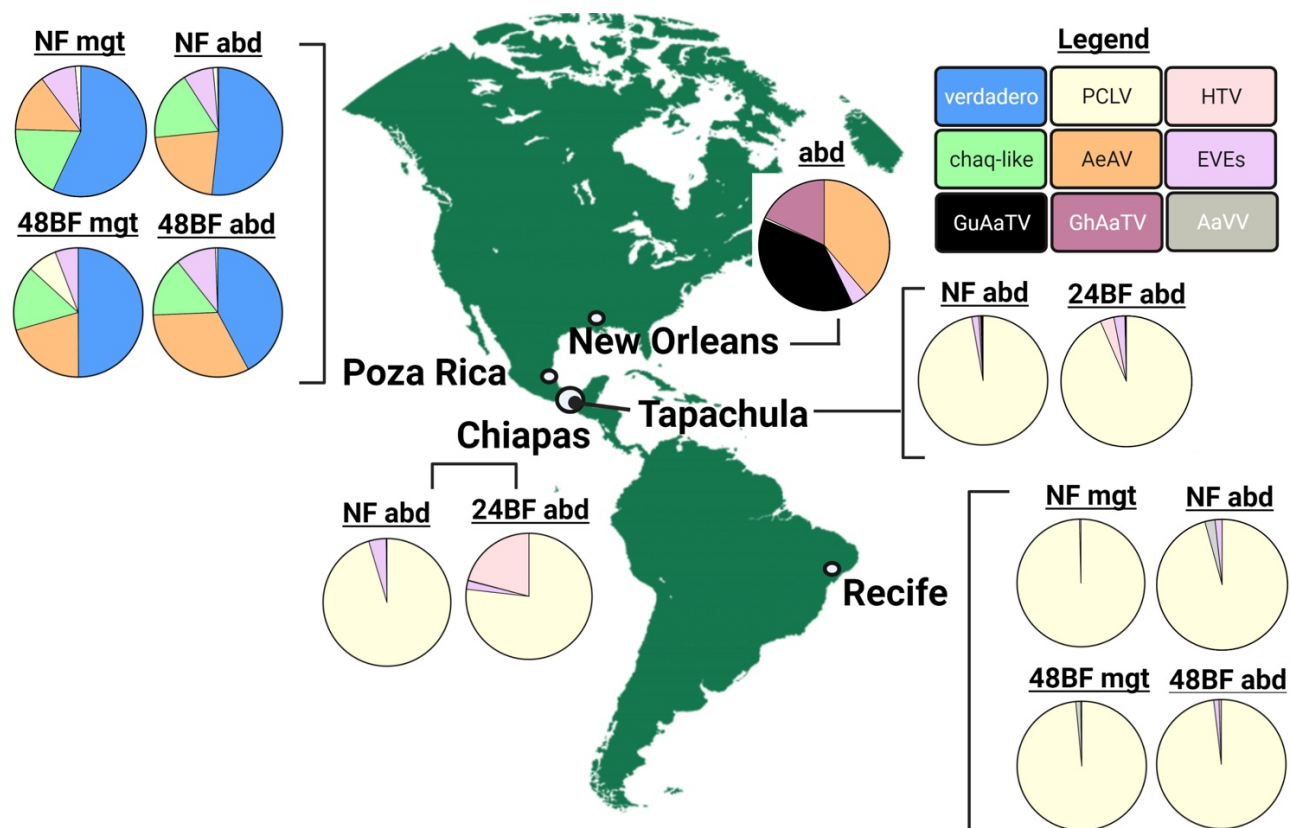 NF mgt
NF abd
48BF mgt
48BF abd
Legend
verdadero
PCLV
HTV
chaq-like
AeAV
EVEs
GuAaTV
GhAaTV
AaVV
abd
New Orleans
Poza Rica
Tapachula
Chiapas
NF abd
24BF abd
NF abd
24BF abd
Recife
NF mgt
NF abd
48BF mgt
48BF abd